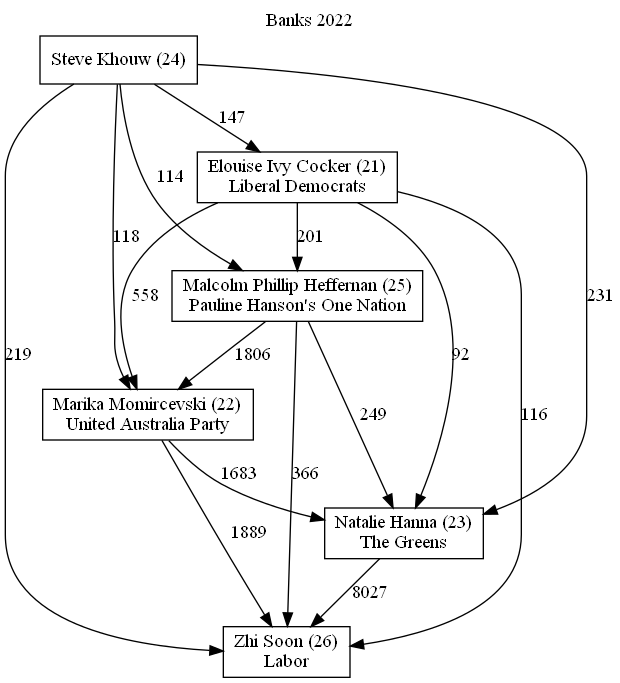 Banks 2022
Steve Khouw (24)
147
Elouise Ivy Cocker (21)
Liberal Democrats
114
118
201
Malcolm Phillip Heffernan (25)
Pauline Hanson's One Nation
558
231
219
1806
92
Marika Momircevski (22)
United Australia Party
249
116
1683
366
Natalie Hanna (23)
The Greens
1889
8027
Zhi Soon (26)
Labor